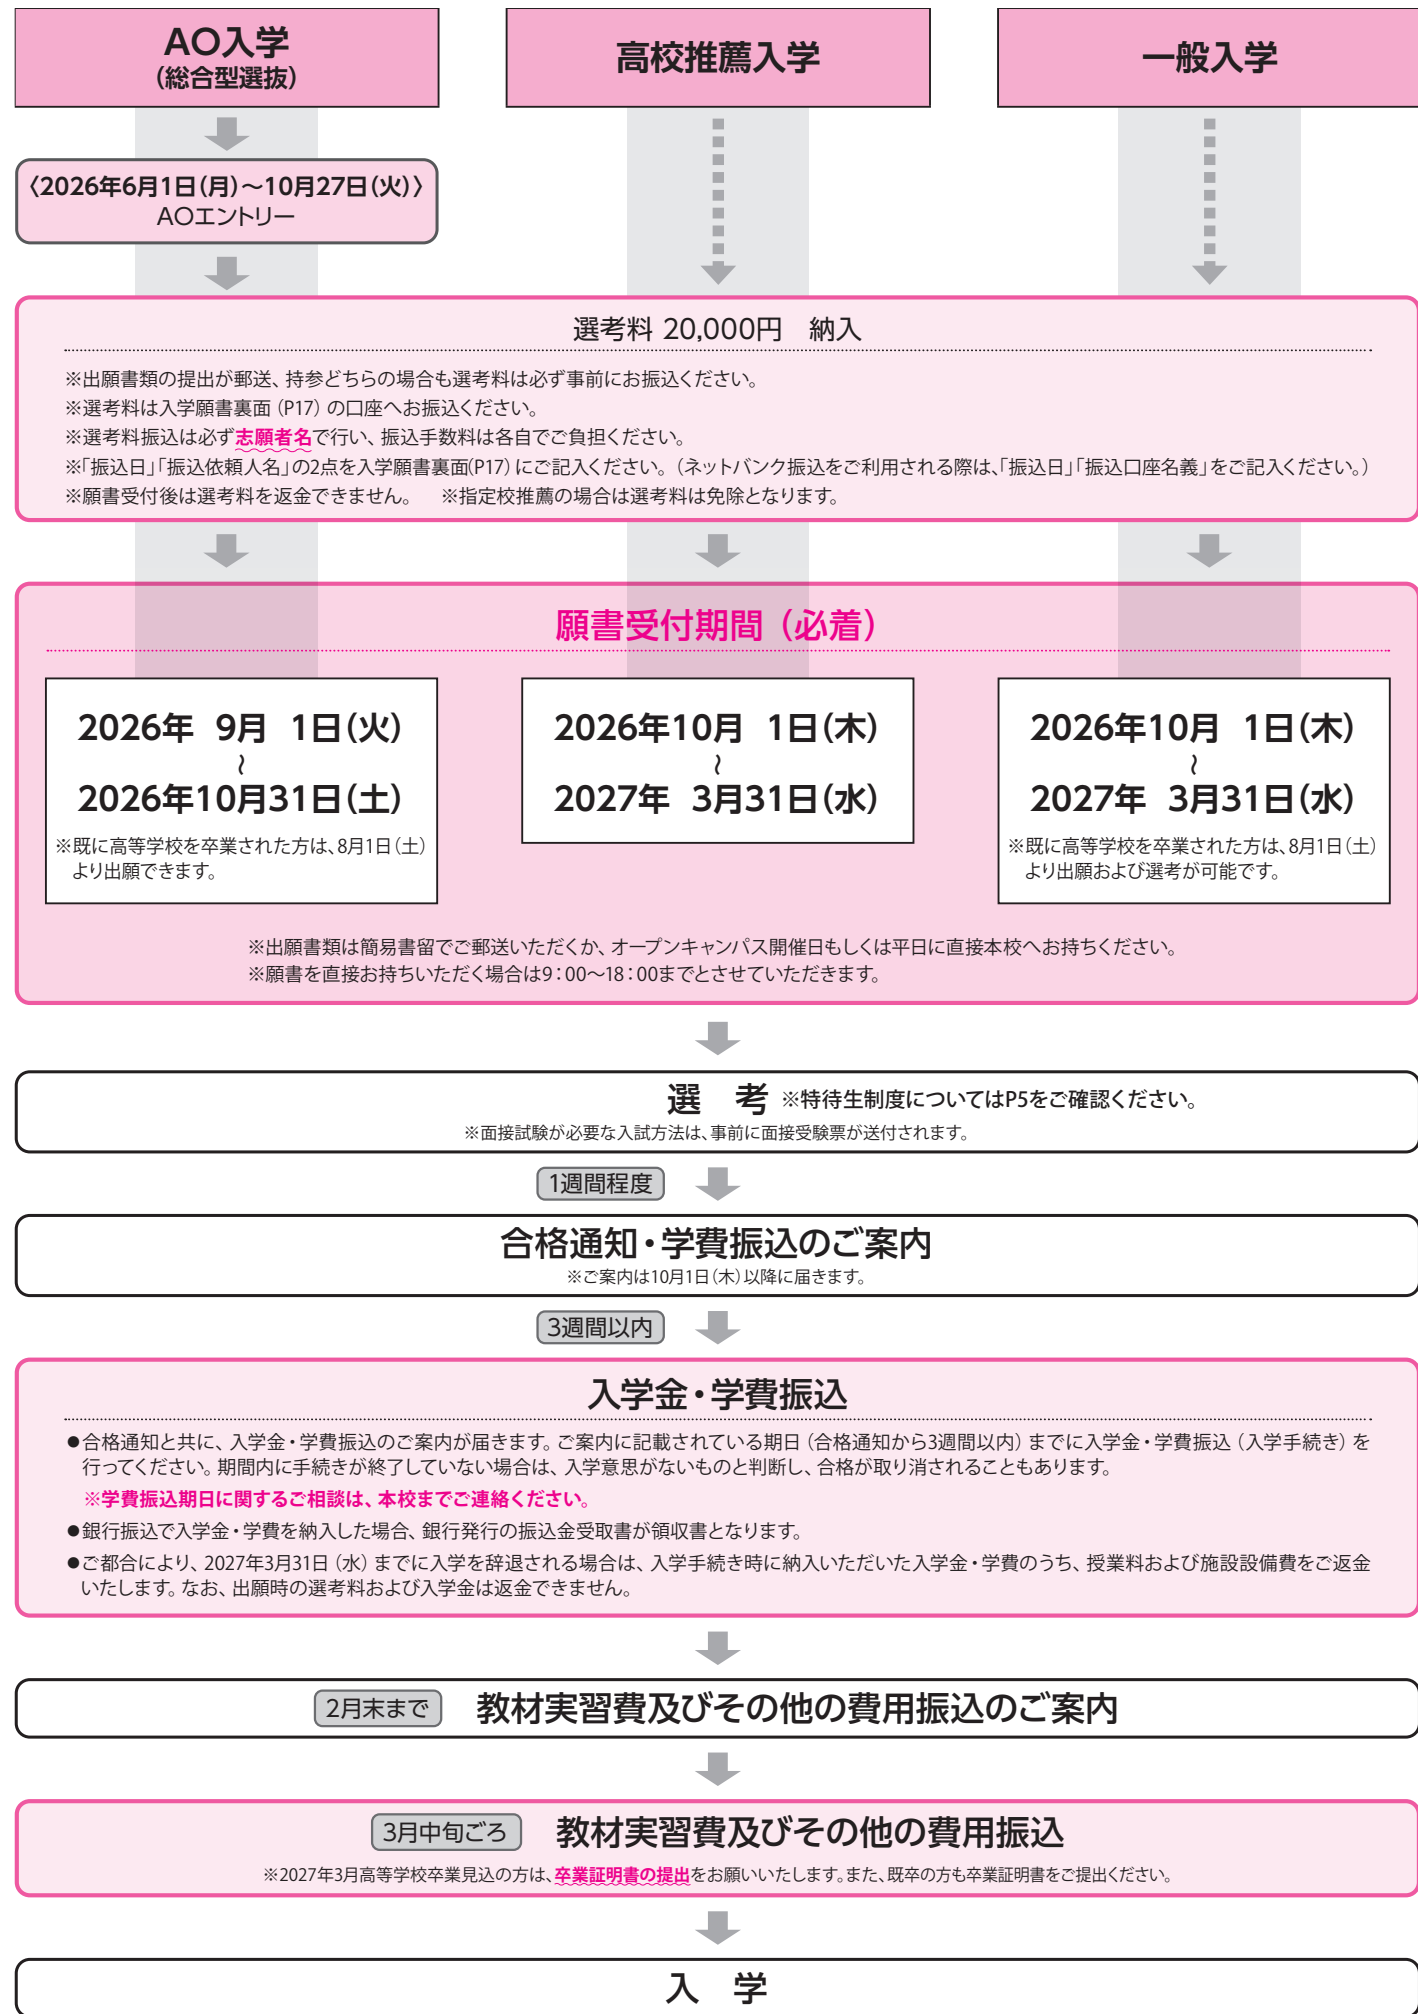 AO入学
(総合型選抜)
高校推薦入学
一般入学
〈2026年6月1日(月)～10月27日(火)〉
AOエントリー
選考料 20,000円　納入
※出願書類の提出が郵送、持参どちらの場合も選考料は必ず事前にお振込ください。
※選考料は入学願書裏面（P17）の口座へお振込ください。
※選考料振込は必ず志願者名で行い、振込手数料は各自でご負担ください。
※「振込日」「振込依頼人名」の2点を入学願書裏面(P17)にご記入ください。（ネットバンク振込をご利用される際は、「振込日」「振込口座名義」をご記入ください。）
※願書受付後は選考料を返金できません。　※指定校推薦の場合は選考料は免除となります。
願書受付期間（必着）
2026年 9月 1日(火)
～
2026年10月31日(土)
※既に高等学校を卒業された方は、8月1日(土)
より出願できます。
2026年10月 1日(木)
～
2027年 3月31日(水)
2026年10月 1日(木)
～
2027年 3月31日(水)
※既に高等学校を卒業された方は、8月1日(土)
より出願および選考が可能です。
※出願書類は簡易書留でご郵送いただくか、オープンキャンパス開催日もしくは平日に直接本校へお持ちください。
※願書を直接お持ちいただく場合は9：00～18：00までとさせていただきます。
選　考 ※特待生制度についてはP5をご確認ください。
※面接試験が必要な入試方法は、事前に面接受験票が送付されます。
1週間程度
合格通知・学費振込のご案内
※ご案内は10月1日(木)以降に届きます。
3週間以内
入学金・学費振込
●合格通知と共に、入学金・学費振込のご案内が届きます。ご案内に記載されている期日（合格通知から3週間以内）までに入学金・学費振込（入学手続き）を
行ってください。期間内に手続きが終了していない場合は、入学意思がないものと判断し、合格が取り消されることもあります。
※学費振込期日に関するご相談は、本校までご連絡ください。
●銀行振込で入学金・学費を納入した場合、銀行発行の振込金受取書が領収書となります。
●ご都合により、2027年3月31日（水）までに入学を辞退される場合は、入学手続き時に納入いただいた入学金・学費のうち、授業料および施設設備費をご返金
いたします。なお、出願時の選考料および入学金は返金できません。
2月末まで 教材実習費及びその他の費用振込のご案内
3月中旬ごろ 教材実習費及びその他の費用振込
※2027年3月高等学校卒業見込の方は、卒業証明書の提出をお願いいたします。また、既卒の方も卒業証明書をご提出ください。
入　学